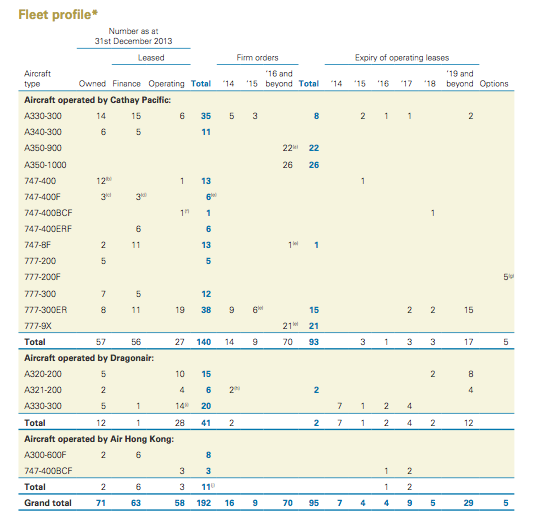 Fleet profile*
Number as at
31st December 2013
Leased Firm orders Expiry of operating leases
Aircraft '16 and '19 and
type Owned Finance Operating Total '14 '15 beyond Total '14 '15 '16 '17 '18 beyond Options
Aircraft operated by Cathay Pacific:
A330-300 14 15 6 35 5 3 8 2 1 1 2
A340-300 6 5 11
A350-900 22(e) 22
A350-1000 26 26
747-400 12(b) 1 13 1
747-400F 3(c) 3(d) 6(e)
747-400BCF 1(f) 1 1
747-400ERF 6 6
747-8F 2 11 13 1(e) 1
777-200 5 5
777-200F 5(g)
777-300 7 5 12
777-300ER 8 11 19 38 9 6(e) 15 2 2 15
777-9X 21(e) 21
Total 57 56 27 140 14 9 70 93 3 1 3 3 17 5
Aircraft operated by Dragonair:
A320-200 5 10 15 2 8
A321-200 2 4 6 2(h) 2 4
A330-300 5 1 14(i) 20 7 1 2 4
Total 12 1 28 41 2 2 7 1 2 4 2 12
Aircraft operated by Air Hong Kong:
A300-600F 2 6 8
747-400BCF 3 3 1 2
Total 2 6 3 11(j) 1 2
Grand total 71 63 58 192 16 9 70 95 7 4 4 9 5 29 5